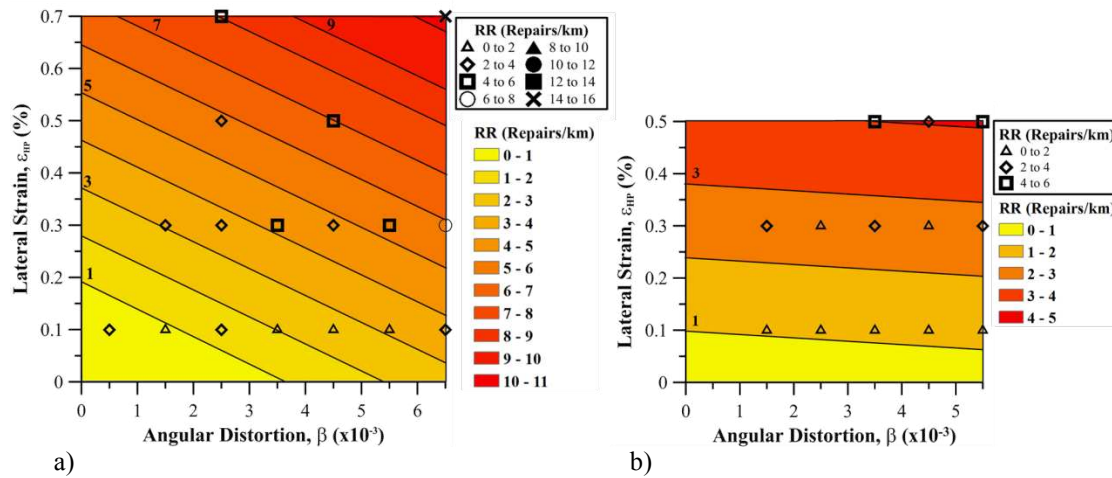 0.7
0.6
0.5
0.4
0.3
0.2
0.1
0
Lateral Strain, εHP (%)
7
9
5
3
1
0 1 2 3 4 5 6
Angular Distortion, β (x10-3)
a)
RR (Repairs/km)
0 to 2 8 to 10
2 to 4 10 to 12
4 to 6 12 to 14
6 to 8 14 to 16
RR (Repairs/km)
0 - 1
1 - 2
2 - 3
3 - 4
4 - 5
5 - 6
6 - 7
7 - 8
8 - 9
9 - 10
10 - 11
0.5
0.4
0.3
0.2
0.1
0
Lateral Strain, εHP (%)
3
1
0 1 2 3 4 5
Angular Distortion, β (x10-3)
b)
RR (Repairs/km)
0 to 2
2 to 4
4 to 6
RR (Repairs/km)
0 - 1
1 - 2
2 - 3
3 - 4
4 - 5